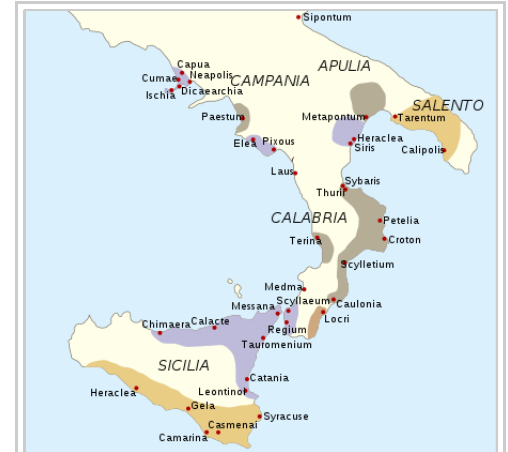 Sipontum
APULIA
Capua
Cumae
Neapolis
CAMPANIA
Ischia
Dicaearchia
SALENTO
Paestum
Metapontum
Tarentum
Elea
Pixous
Heraclea
Siris
Calipolis
Laus
Sybaris
Thurii
CALABRIA
Petelia
Terina
Croton
Scylletium
Medma
Messana
Scyllaeum
Caulonia
Chimaera
Calacte
Regium
Locri
Tauromenium
SICILIA
Catania
Heraclea
Leontinoi
Gela
Syracuse
Casmenai
Camarina